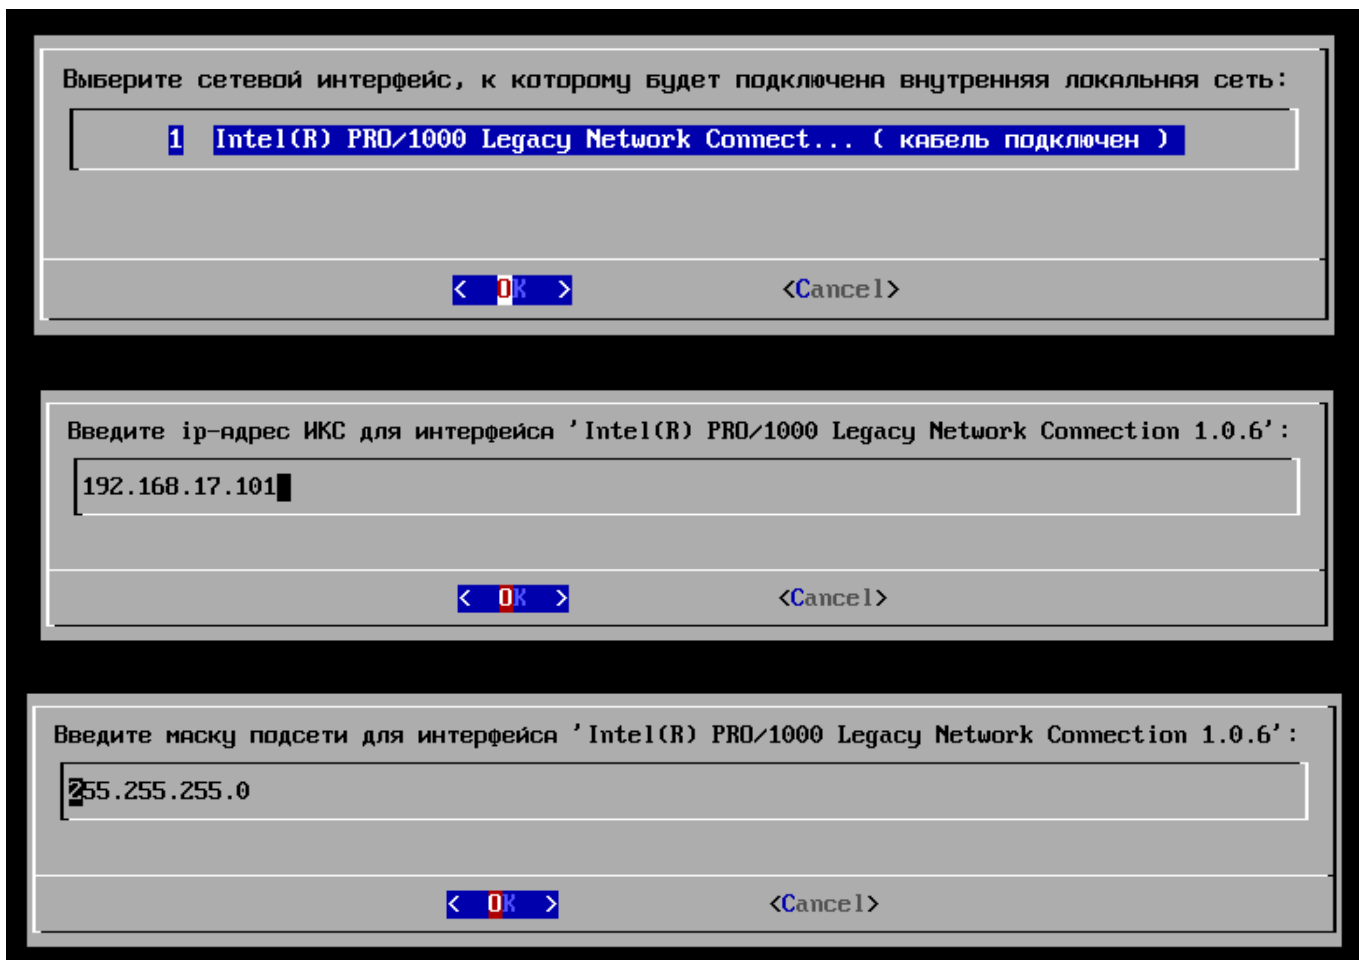 Выберите сетевой интерфейс, к которому будет подключена внутренняя локальная сеть:
1 Intel(R) PRO/1000 Legacy Network Connect... ( кабель подключен )
< OK > <Cancel>
Введите ip-адрес ИКС для интерфейса 'Intel(R) PRO/1000 Legacy Network Connection 1.0.6':
192.168.17.101
< OK > <Cancel>
Введите маску подсети для интерфейса 'Intel(R) PRO/1000 Legacy Network Connection 1.0.6':
255.255.255.0
< OK > <Cancel>